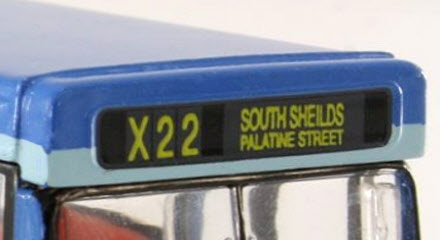 X22
SOUTH SHEILDS
PALATINE STREET